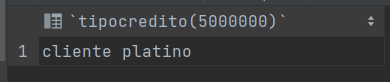 `tipocredito(5000000)`
1 cliente platino